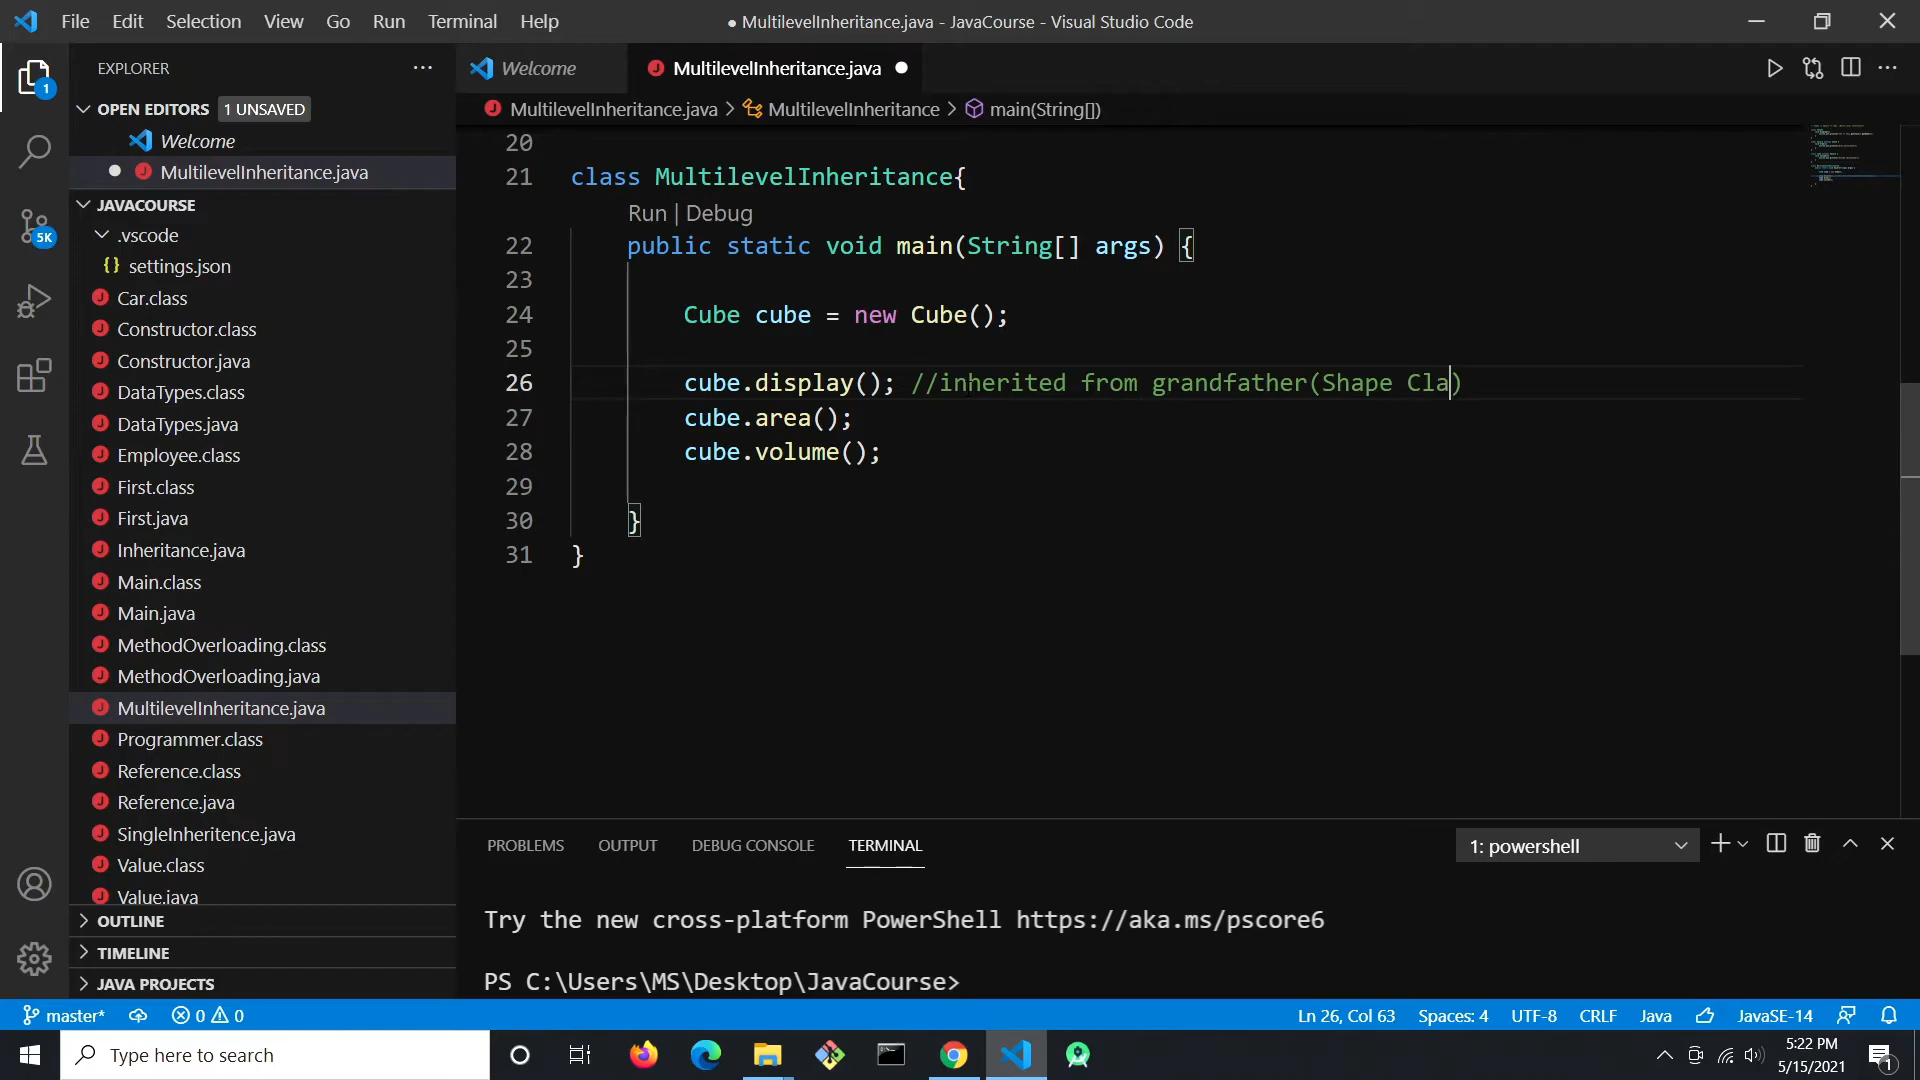 File Edit Selection View Go Run Terminal Help
● MultilevelInheritance.java - JavaCourse - Visual Studio Code
EXPLORER
Welcome
MultilevelInheritance.java
1
OPEN EDITORS 1 UNSAVED
MultilevelInheritance.java > MultilevelInheritance > main(String[])
Welcome
MultilevelInheritance.java
JAVACOURSE
.vscode
{} settings.json
Car.class
Constructor.class
Constructor.java
DataTypes.class
DataTypes.java
Employee.class
First.class
First.java
Inheritance.java
Main.class
Main.java
MethodOverloading.class
MethodOverloading.java
MultilevelInheritance.java
Programmer.class
Reference.class
Reference.java
SingleInheritence.java
Value.class
Value.java
OUTLINE
TIMELINE
JAVA PROJECTS
5K
20
21 class MultilevelInheritance{
Run | Debug
22 public static void main(String[] args) {
23
24 Cube cube = new Cube();
25
26 cube.display(); //inherited from grandfather(Shape Cla)
27 cube.area();
28 cube.volume();
29
30 }
31 }
PROBLEMS OUTPUT DEBUG CONSOLE TERMINAL
1: powershell
Try the new cross-platform PowerShell https://aka.ms/pscore6
PS C:\Users\MS\Desktop\JavaCourse>
master* 0 0
Ln 26, Col 63 Spaces: 4 UTF-8 CRLF Java JavaSE-14
Type here to search
5:22 PM
5/15/2021
1